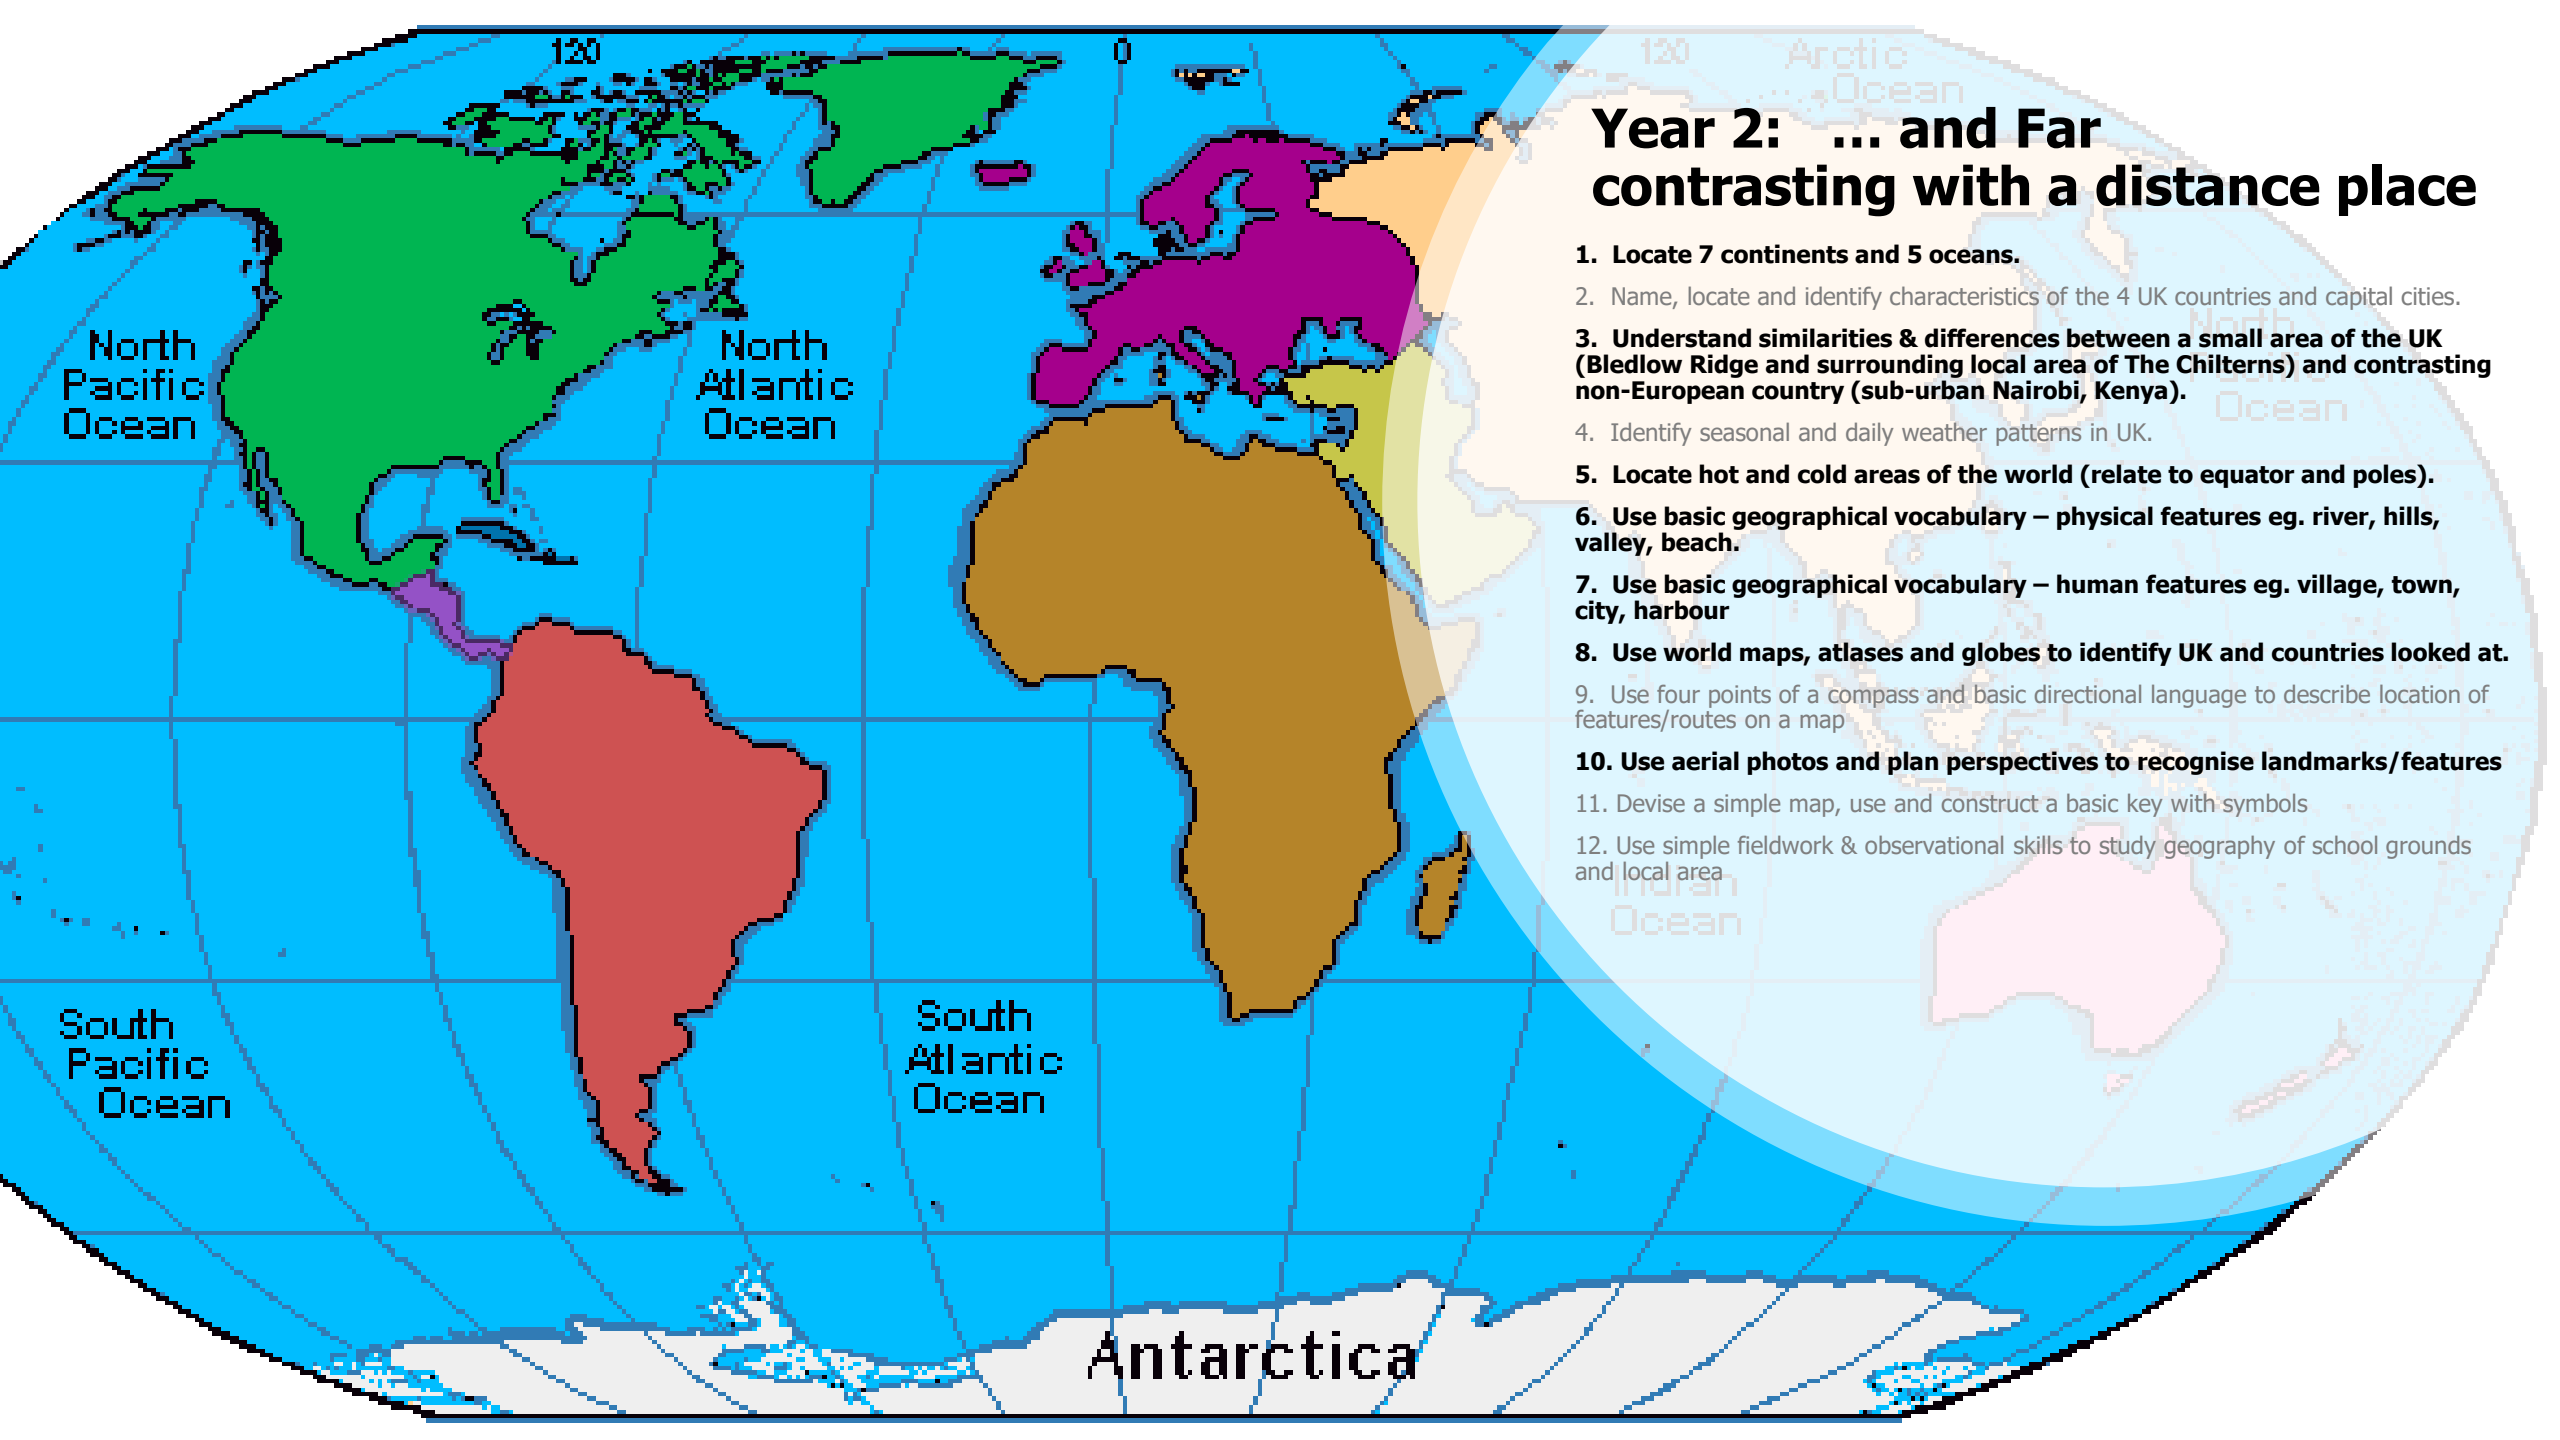 120
0
120
Arctic
Ocean
Year 2:   ... and Far
contrasting with a distance place
1.  Locate 7 continents and 5 oceans.
2.  Name, locate and identify characteristics of the 4 UK countries and capital cities.
3.  Understand similarities & differences between a small area of the UK
(Bledlow Ridge and surrounding local area of The Chilterns) and contrasting
non-European country (sub-urban Nairobi, Kenya).
4.  Identify seasonal and daily weather patterns in UK.
5.  Locate hot and cold areas of the world (relate to equator and poles).
6.  Use basic geographical vocabulary – physical features eg. river, hills,
valley, beach.
7.  Use basic geographical vocabulary – human features eg. village, town,
city, harbour
8.  Use world maps, atlases and globes to identify UK and countries looked at.
9.  Use four points of a compass and basic directional language to describe location of
features/routes on a map
10. Use aerial photos and plan perspectives to recognise landmarks/features
11. Devise a simple map, use and construct a basic key with symbols
12. Use simple fieldwork & observational skills to study geography of school grounds
and local area
North
Pacific
Ocean
North
Atlantic
Ocean
North
Pacific
Ocean
Indian
Ocean
South
Pacific
Ocean
South
Atlantic
Ocean
Antarctica